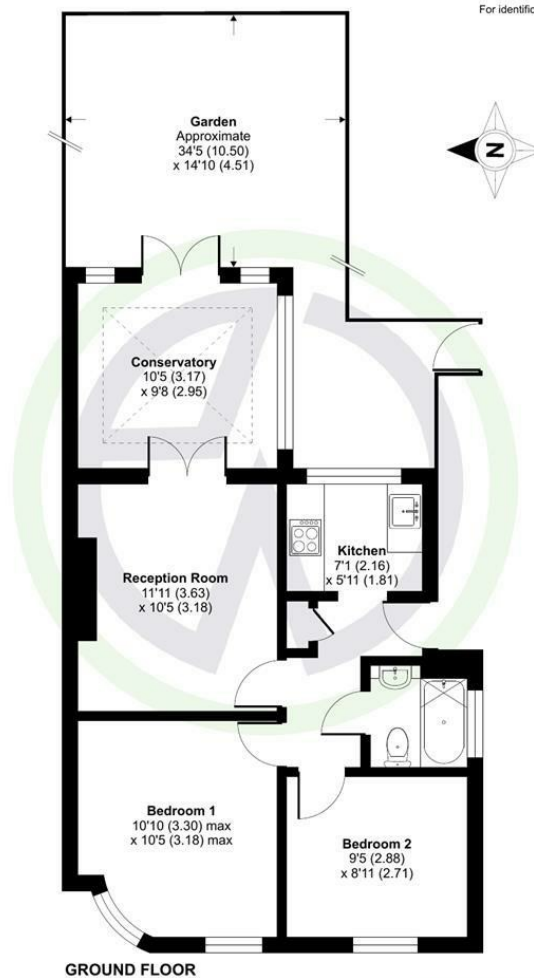 For identific
Garden
Approximate
34'5 (10.50)
x 14'10 (4.51)
N
Conservatory
10'5 (3.17)
x 9'8 (2.95)
Kitchen
7'1 (2.16)
x 5'11 (1.81)
Reception Room
11'11 (3.63)
x 10'5 (3.18)
Bedroom 1
10'10 (3.30) max
x 10'5 (3.18) max
Bedroom 2
9'5 (2.88)
x 8'11 (2.71)
GROUND FLOOR